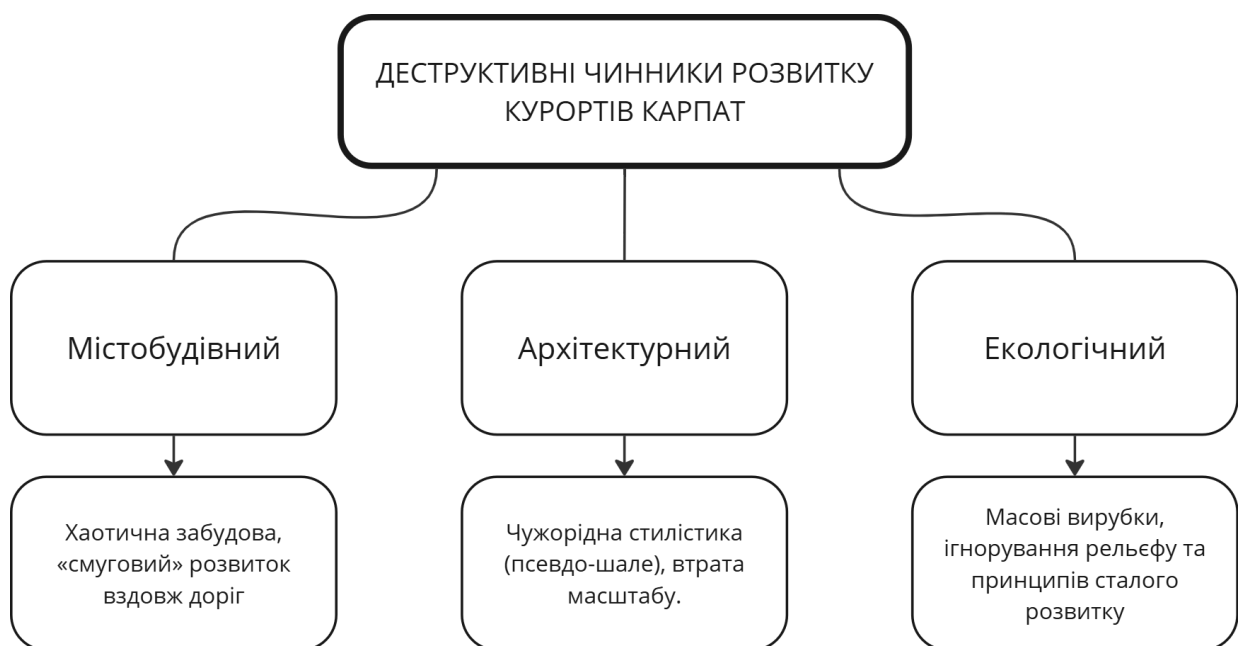 ДЕСТРУКТИВНІ ЧИННИКИ РОЗВИТКУ
КУРОРТІВ КАРПАТ
Містобудівний
Архітектурний
Екологічний
Хаотична забудова,
«смуговий» розвиток
вздовж доріг
Чужорідна стилістика
(псевдо-шале), втрата
масштабу.
Масові вирубки,
ігнорування рельєфу та
принципів сталого
розвитку